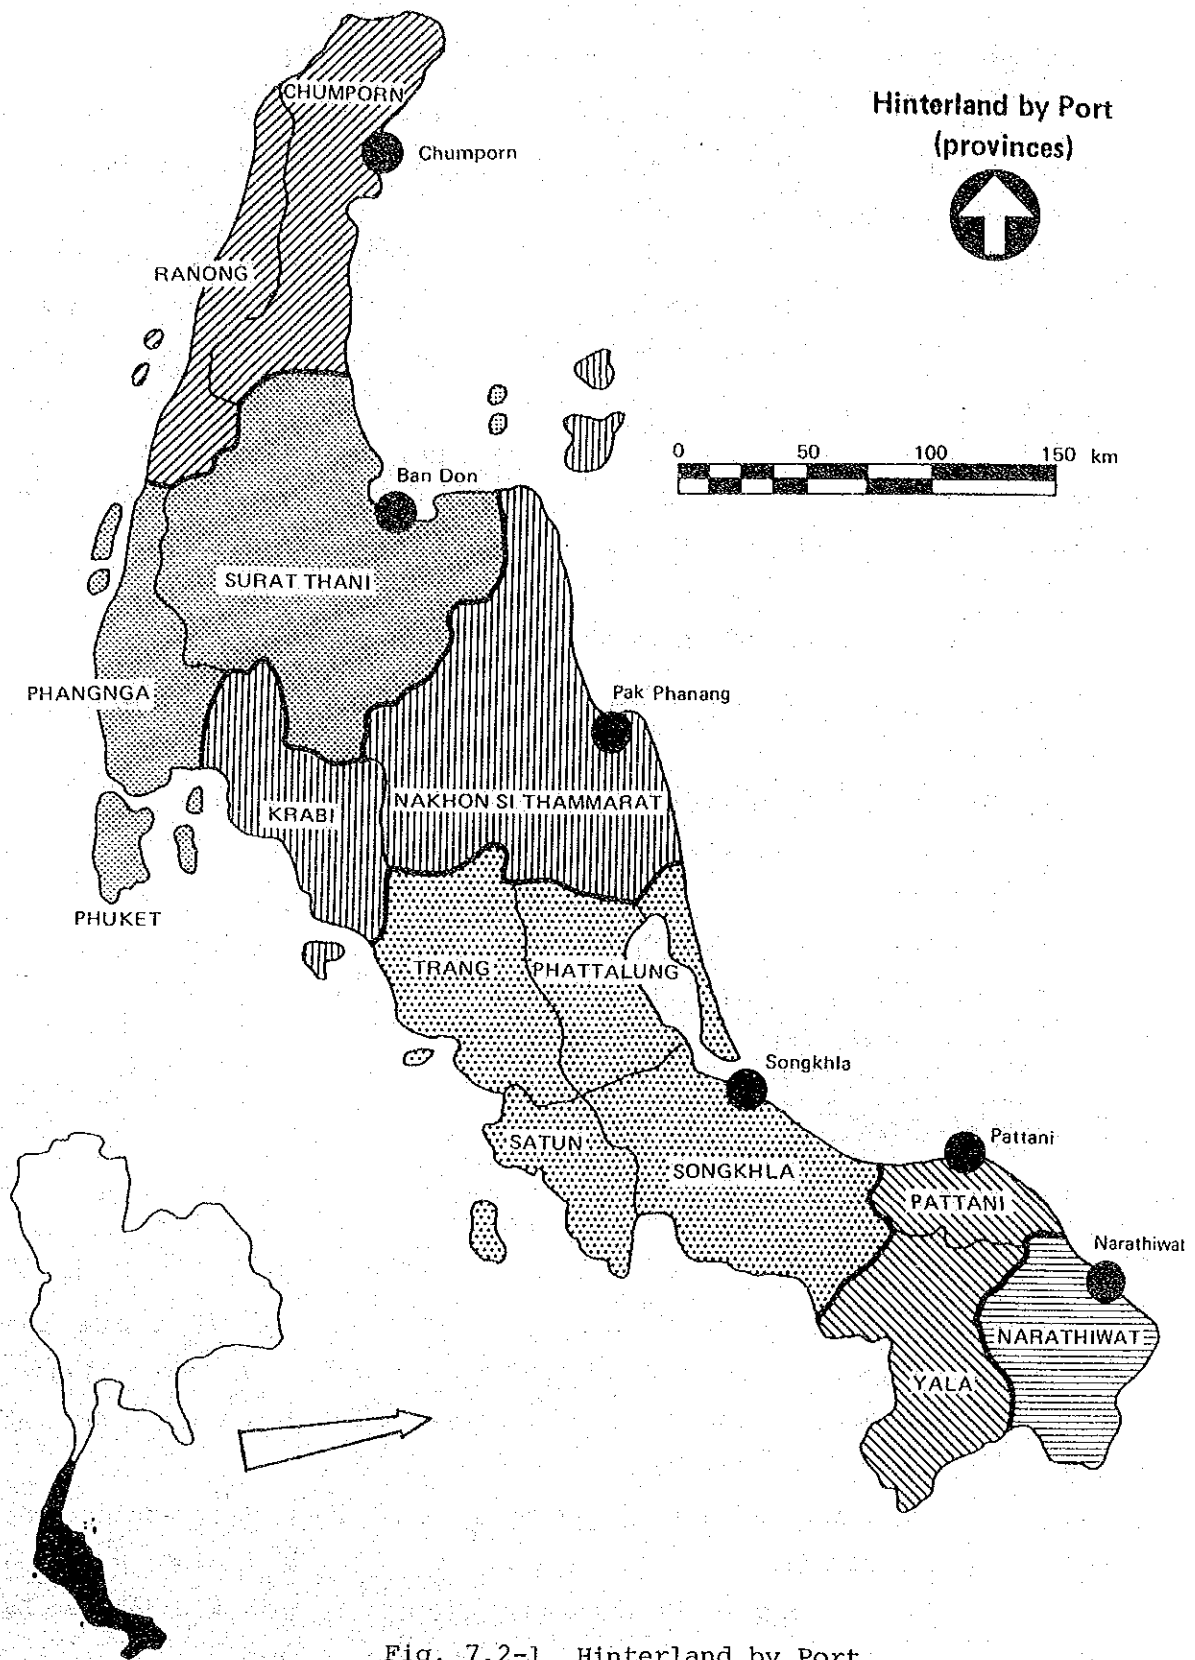 Hinterland by Port
(provinces)
CHUMPORN
Chumporn
RANONG
0 50 100 150 km
Ban Don
SURAT THANI
PHANGNGA
Pak Phanang
KRABI
NAKHON SI THAMMARAT
PHUKET
TRANG
PHATTALUNG
Songkhla
SATUN
SONGKHLA
Pattani
PATTANI
Narathiwat
NARATHIWAT
YALA
Fig. 7.2-1 Hinterland by Port